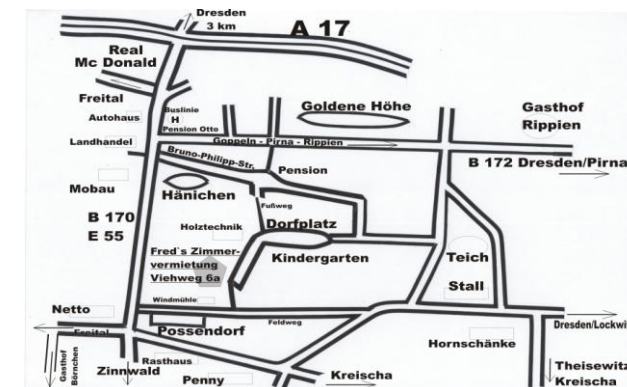 Dresden
3 km
A 17
Real
Mc Donald
Freital
Autohaus
Landhandel
Buslinie
H
Pension Otte
Goldene Höhe
Gasthof
Rippien
Goppeln - Pirna - Rippien
Bruno-Philipp-Str.
Pension
B 172 Dresden/Pirna
Mobau
Hänichen
Fußweg
B 170
E 55
Holztechnik
Dorfplatz
Fred`s Zimmer-
vermietung
Viehweg 6a
Kindergarten
Teich
Stall
Windmühle
Netto
Freital
Possendorf
Feldweg
Dresden/Lockwi
Hornschänke
Gasthof
Börnchen
Zinnwald
Rasthaus
Penny
Kreischa
Theisewitz
Kreischa